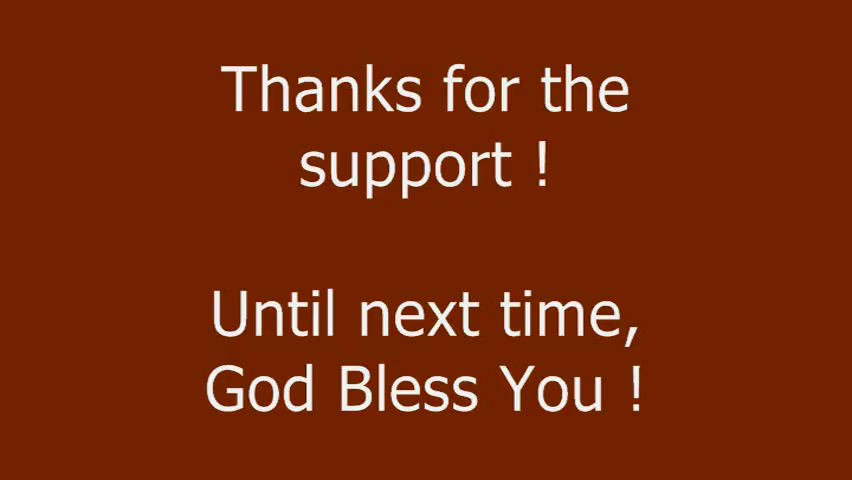 Thanks for the
support !
Until next time,
God Bless You !